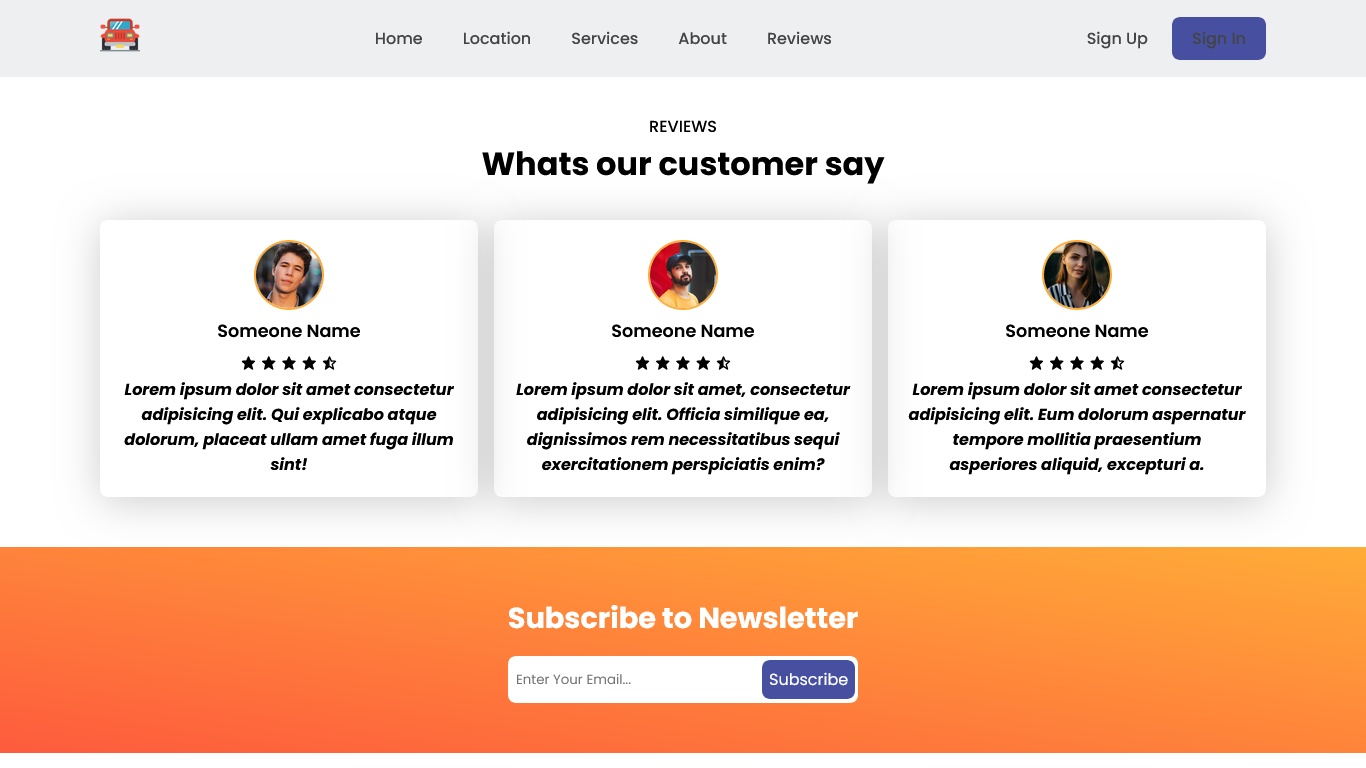 Home Location Services About Reviews Sign Up Sign In
REVIEWS
Whats our customer say
Someone Name
Lorem ipsum dolor sit amet consectetur
adipisicing elit. Qui explicabo atque
dolorum, placeat ullam amet fuga illum
sint!
Someone Name
Lorem ipsum dolor sit amet, consectetur
adipisicing elit. Officia similique ea,
dignissimos rem necessitatibus sequi
exercitationem perspiciatis enim?
Someone Name
Lorem ipsum dolor sit amet consectetur
adipisicing elit. Eum dolorum aspernatur
tempore mollitia praesentium
asperiores aliquid, excepturi a.
Subscribe to Newsletter
Enter Your Email... Subscribe